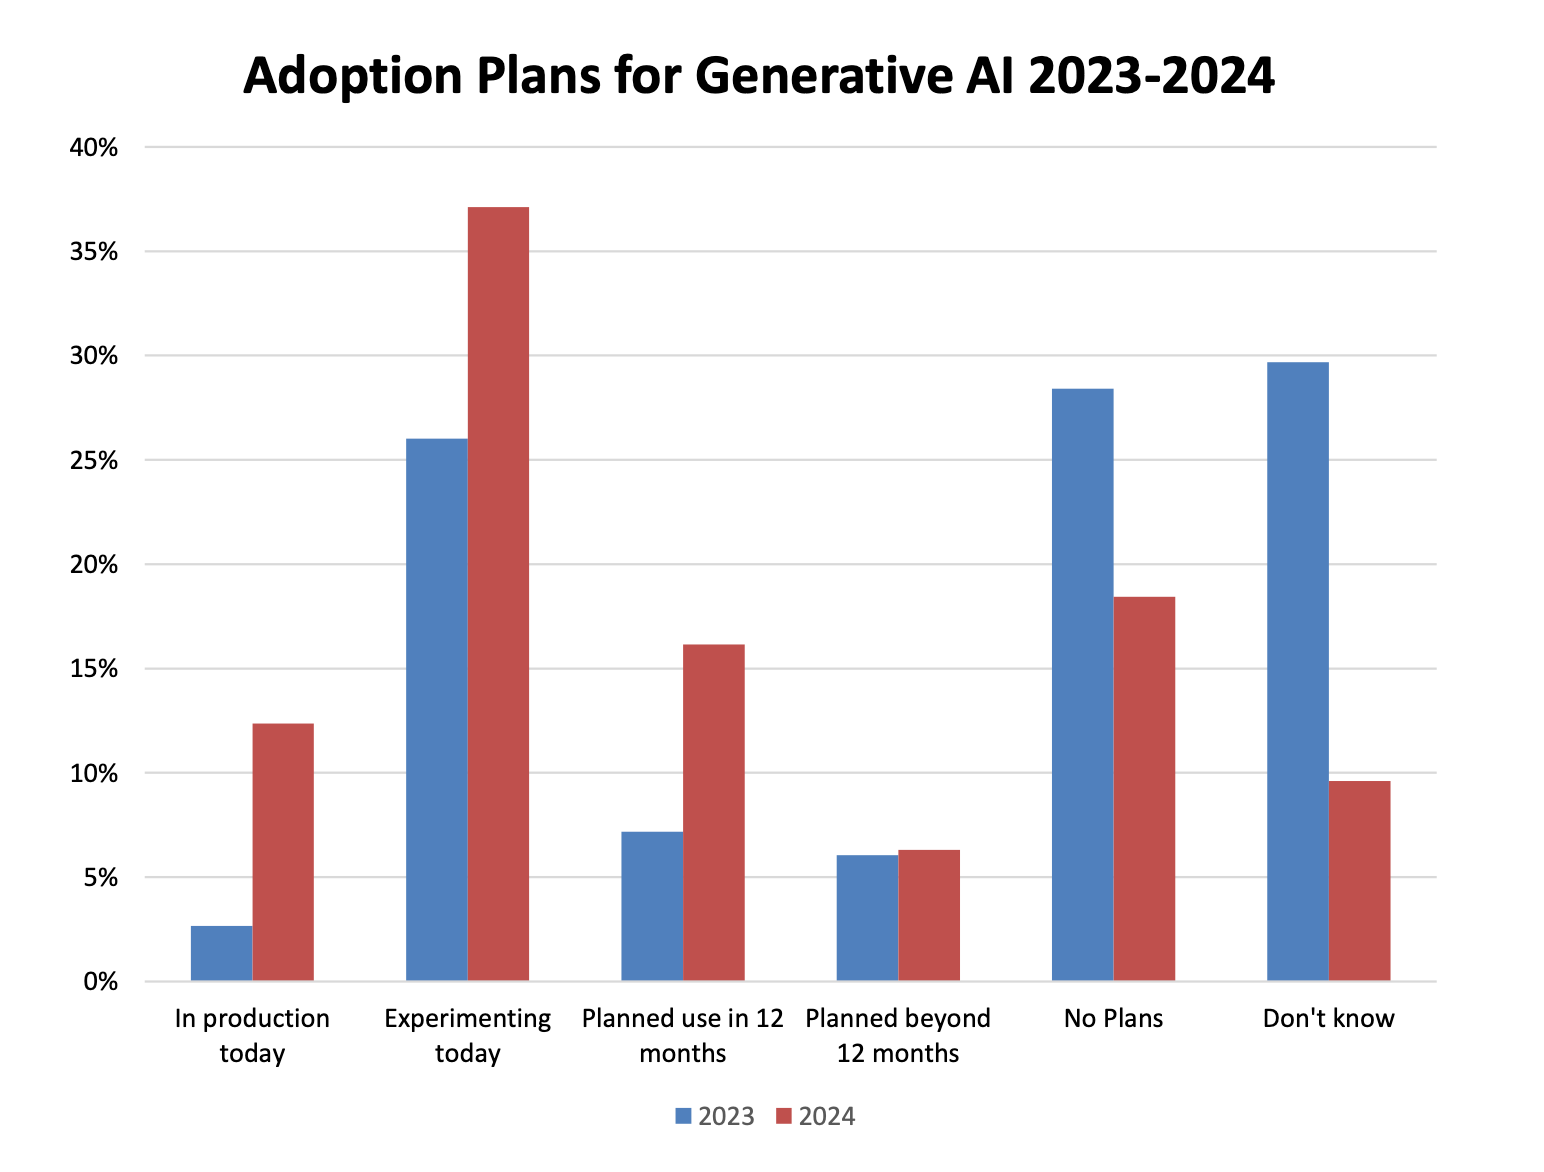 Adoption Plans for Generative AI 2023-2024
40%
35%
30%
25%
20%
15%
10%
5%
0%
In production
today
Experimenting
today
Planned use in 12
months
Planned beyond
12 months
No Plans
Don't know
2023
2024